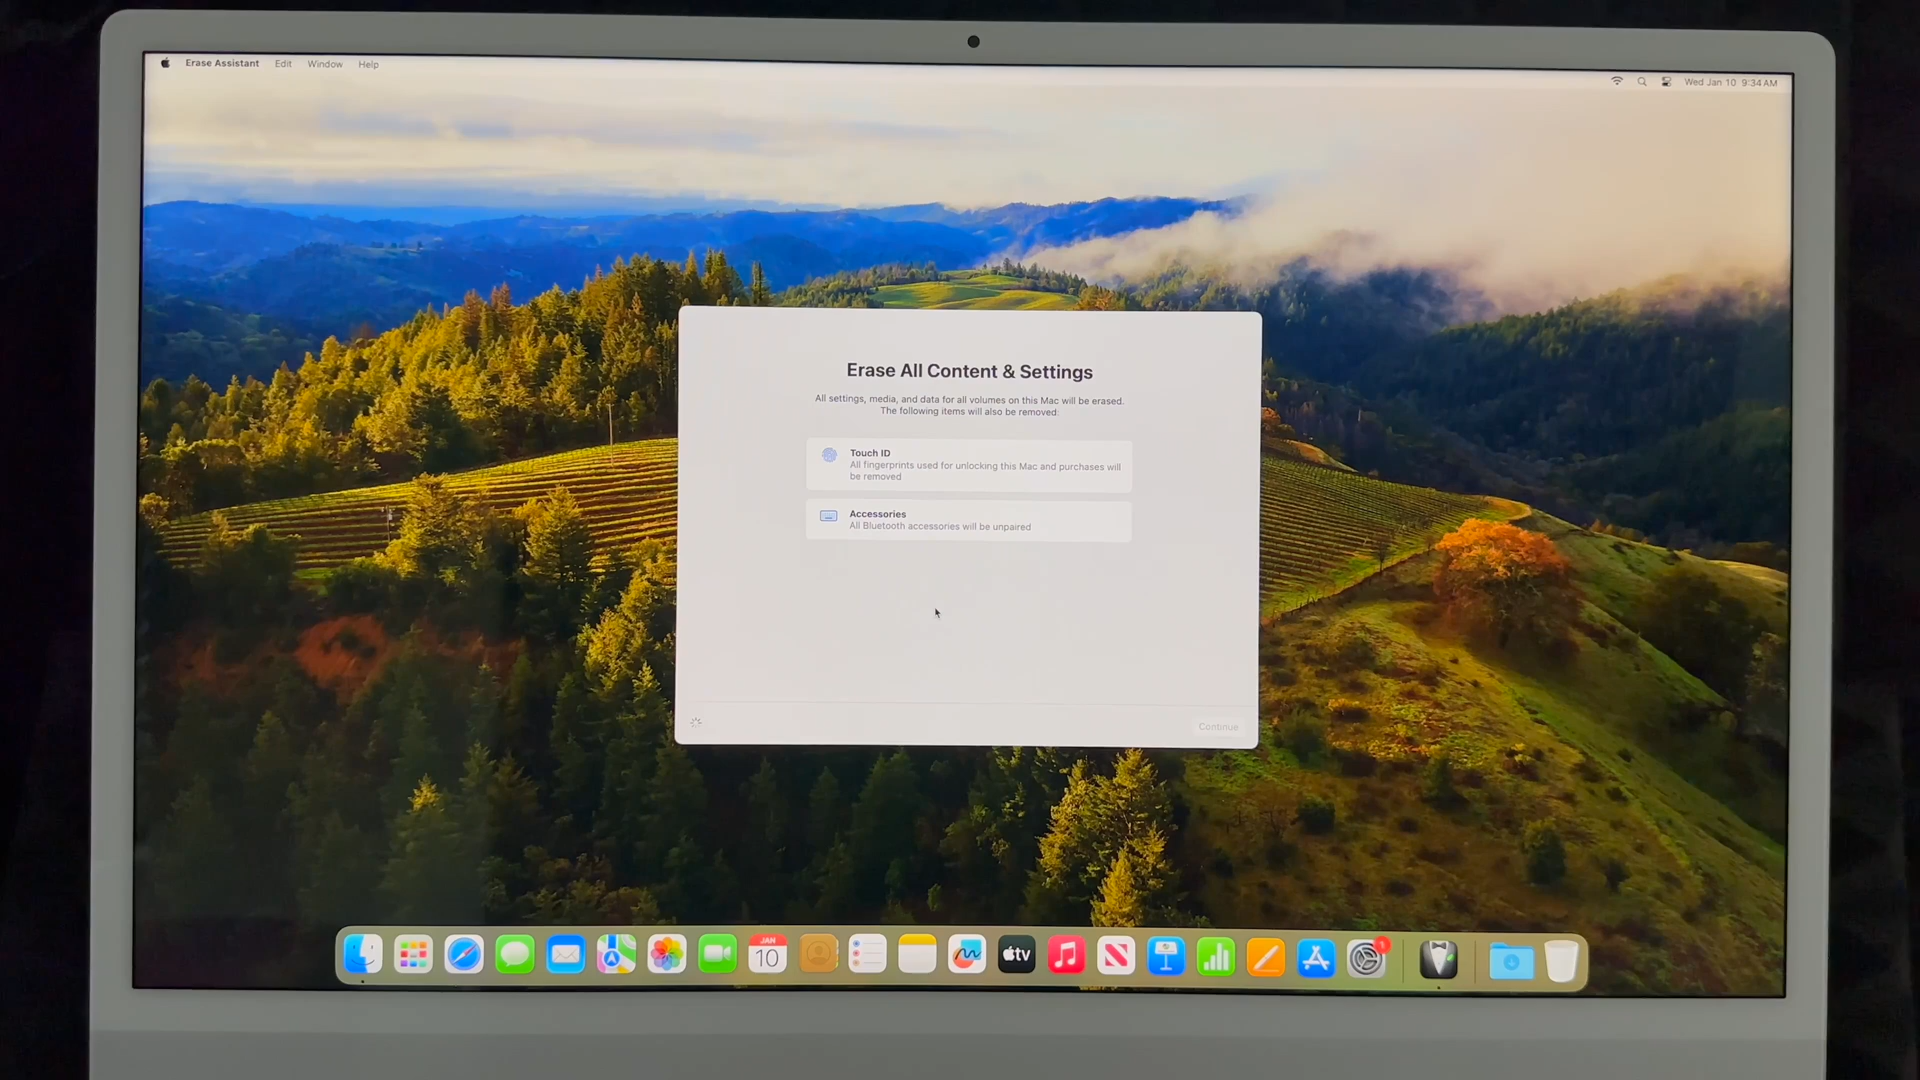 Erase Assistant Edit Window Help
Wed Jan 10 9:34 AM
Erase All Content & Settings
All settings, media, and data for all volumes on this Mac will be erased.
The following items will also be removed:
Touch ID
All fingerprints used for unlocking this Mac and purchases will
be removed
Accessories
All Bluetooth accessories will be unpaired
Continue
JAN
10
tv
1